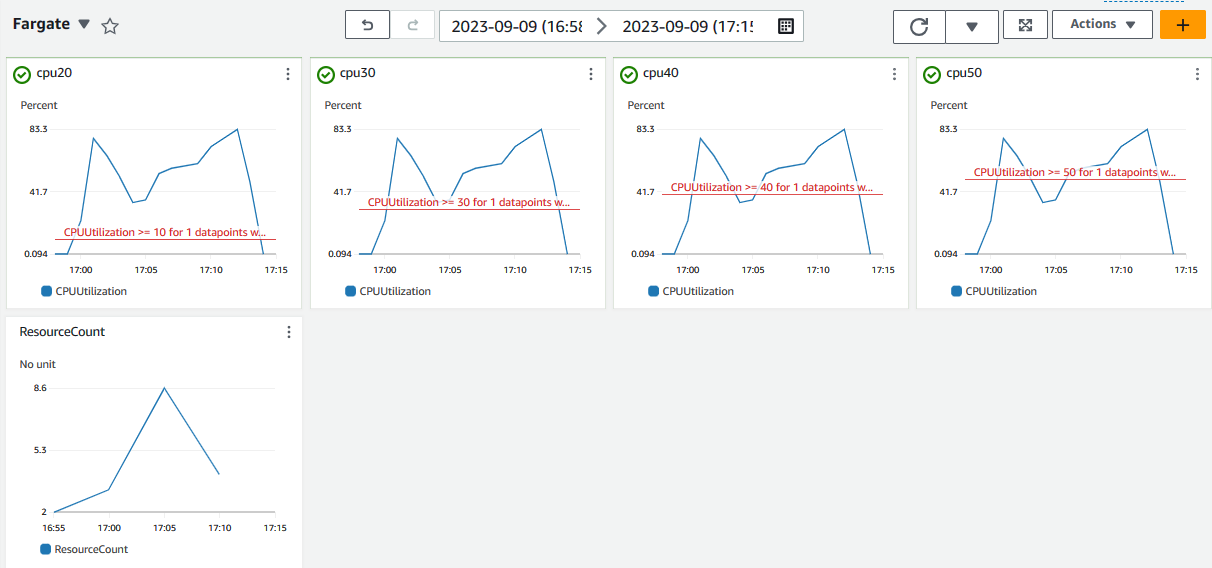 Fargate
2023-09-09 (16:58
2023-09-09 (17:15
Actions
cpu20
Percent
83.3
41.7
0.094
CPUUtilization >= 10 for 1 datapoints w...
17:00 17:05 17:10 17:15
CPUUtilization
cpu30
Percent
83.3
41.7
0.094
CPUUtilization >= 30 for 1 datapoints w...
17:00 17:05 17:10 17:15
CPUUtilization
cpu40
Percent
83.3
41.7
0.094
CPUUtilization >= 40 for 1 datapoints w...
17:00 17:05 17:10 17:15
CPUUtilization
cpu50
Percent
83.3
41.7
0.094
CPUUtilization >= 50 for 1 datapoints w...
17:00 17:05 17:10 17:15
CPUUtilization
ResourceCount
No unit
8.6
5.3
2
16:55 17:00 17:05 17:10 17:15
ResourceCount